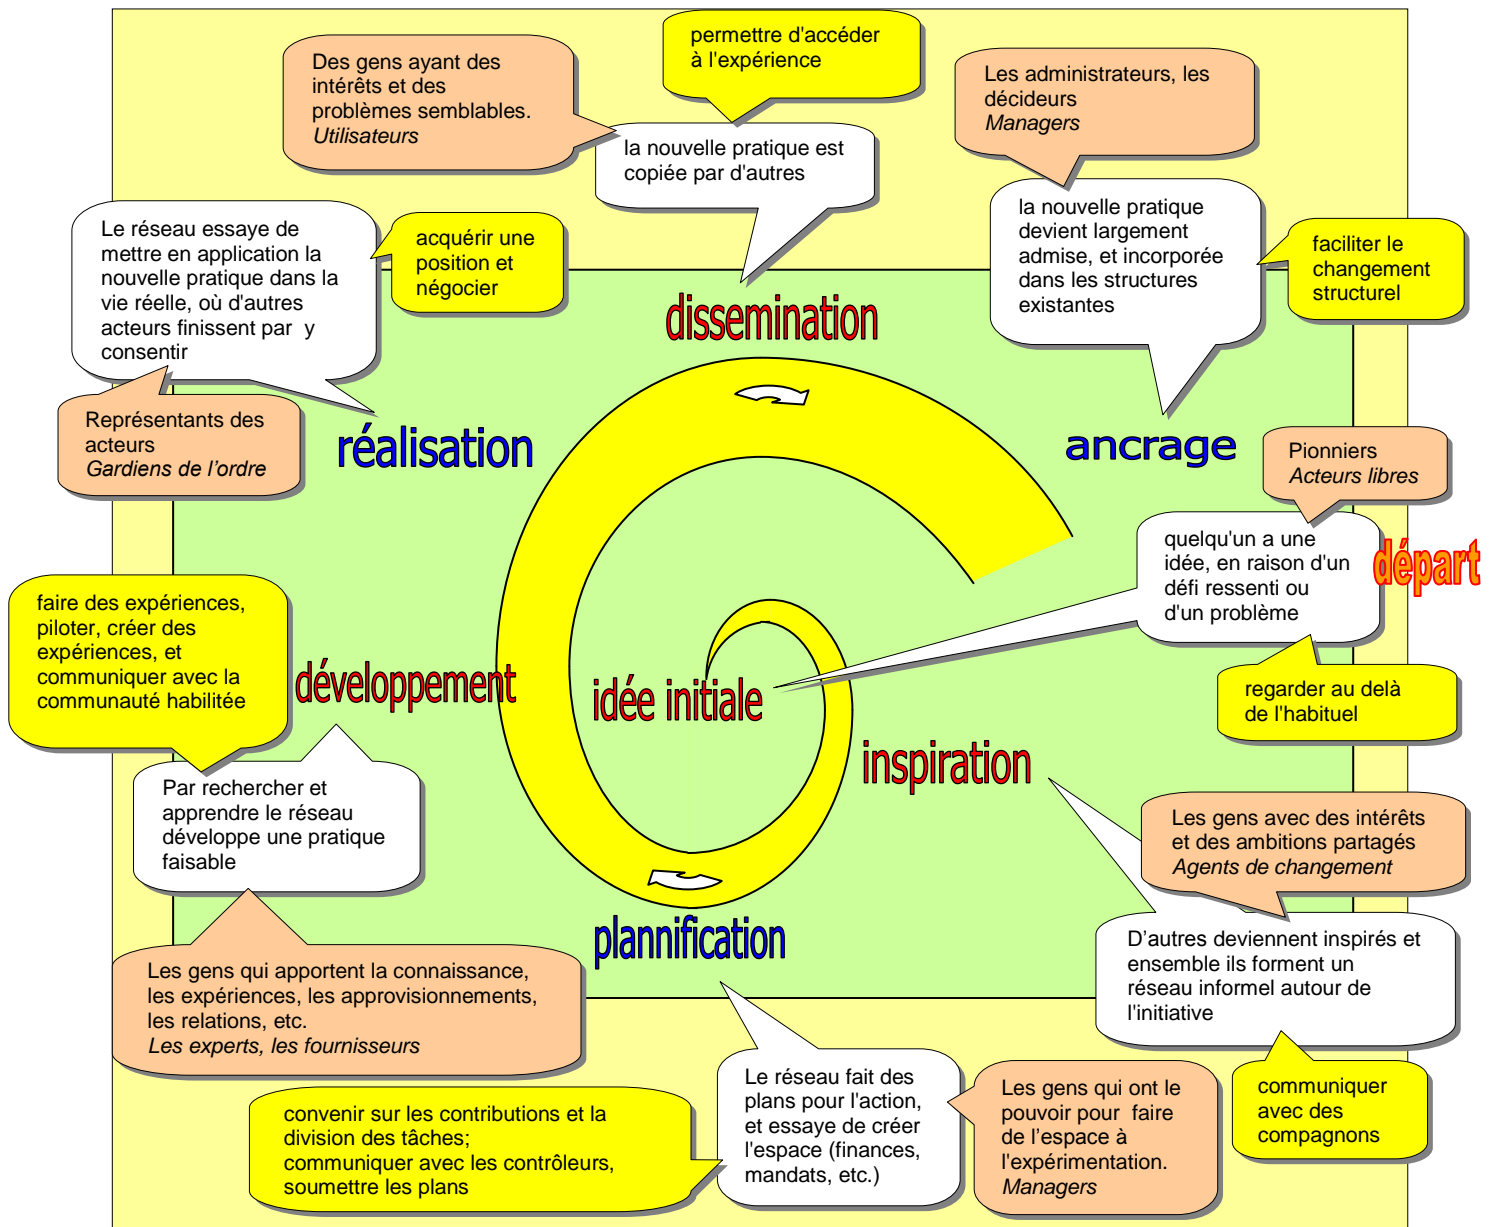 permettre d'accéder
à l'expérience
Des gens ayant des
intérêts et des
problèmes semblables.
Utilisateurs
Les administrateurs, les
décideurs
Managers
la nouvelle pratique est
copiée par d'autres
la nouvelle pratique
devient largement
admise, et incorporée
dans les structures
existantes
faciliter le
changement
structurel
Le réseau essaye de
mettre en application la
nouvelle pratique dans la
vie réelle, où d'autres
acteurs finissent par  y
consentir
acquérir une
position et
négocier
dissemination
Représentants des
acteurs
Gardiens de l’ordre
réalisation
ancrage
Pionniers
Acteurs libres
quelqu'un a une
idée, en raison d'un
défi ressenti ou
d'un problème
départ
faire des expériences,
piloter, créer des
expériences, et
communiquer avec la
communauté habilitée
développement
idée initiale
regarder au delà
de l'habituel
inspiration
Par rechercher et
apprendre le réseau
développe une pratique
faisable
Les gens avec des intérêts
et des ambitions partagés
Agents de changement
plannification
D’autres deviennent inspirés et
ensemble ils forment un
réseau informel autour de
l'initiative
Les gens qui apportent la connaissance,
les expériences, les approvisionnements,
les relations, etc.
Les experts, les fournisseurs
Le réseau fait des
plans pour l'action,
et essaye de créer
l'espace (finances,
mandats, etc.)
Les gens qui ont le
pouvoir pour  faire
de l’espace à
l'expérimentation.
Managers
communiquer
avec des
compagnons
convenir sur les contributions et la
division des tâches;
communiquer avec les contrôleurs,
soumettre les plans